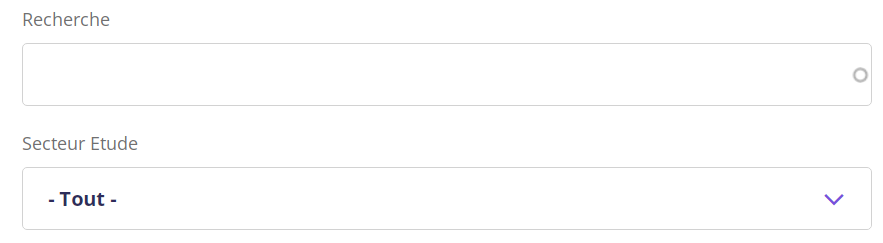 Recherche
Secteur Etude
- Tout -